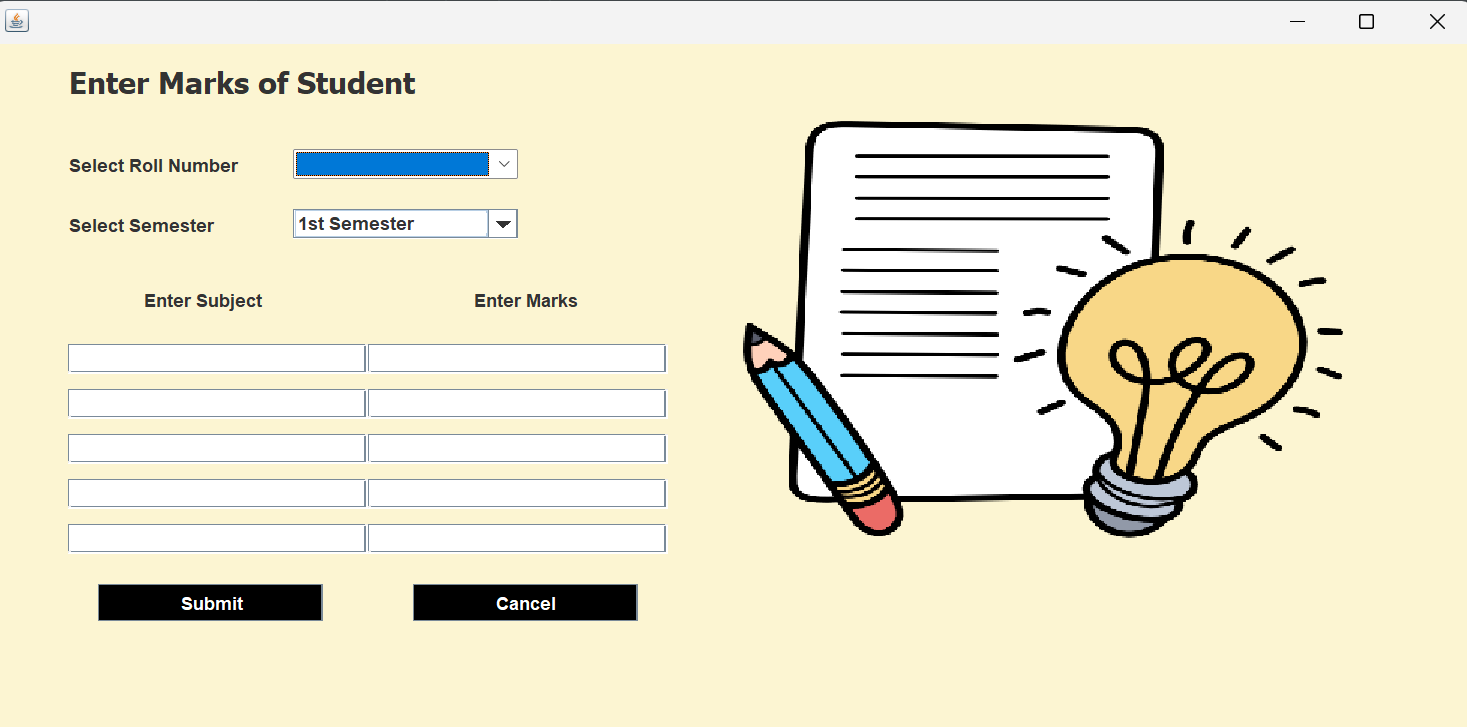 Enter Marks of Student
Select Roll Number
Select Semester 1st Semester
Enter Subject Enter Marks
Submit Cancel